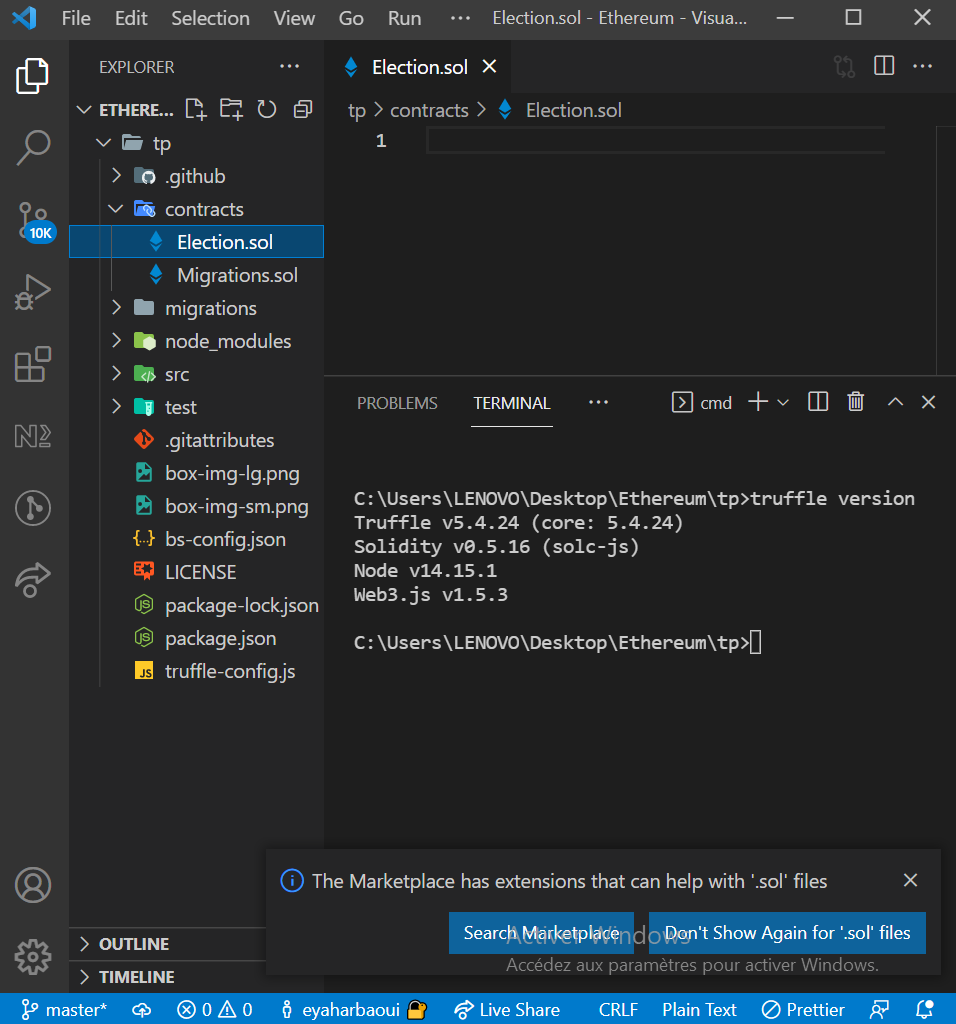 File Edit Selection View Go Run ··· Election.sol - Ethereum - Visua...
EXPLORER ···
ETHERE...
tp
.github
contracts
Election.sol
Migrations.sol
migrations
node_modules
src
test
.gitattributes
box-img-lg.png
box-img-sm.png
bs-config.json
LICENSE
package-lock.json
package.json
truffle-config.js
OUTLINE
TIMELINE
10K
Election.sol
tp > contracts > Election.sol
1
PROBLEMS TERMINAL ··· cmd
C:\Users\LENOVO\Desktop\Ethereum\tp>truffle version
Truffle v5.4.24 (core: 5.4.24)
Solidity v0.5.16 (solc-js)
Node v14.15.1
Web3.js v1.5.3
C:\Users\LENOVO\Desktop\Ethereum\tp>
The Marketplace has extensions that can help with '.sol' files
Search Marketplace Don't Show Again for '.sol' files
Activer Windows
Accédez aux paramètres pour activer Windows.
master* 0 0 eyaharbaoui Live Share CRLF Plain Text Prettier